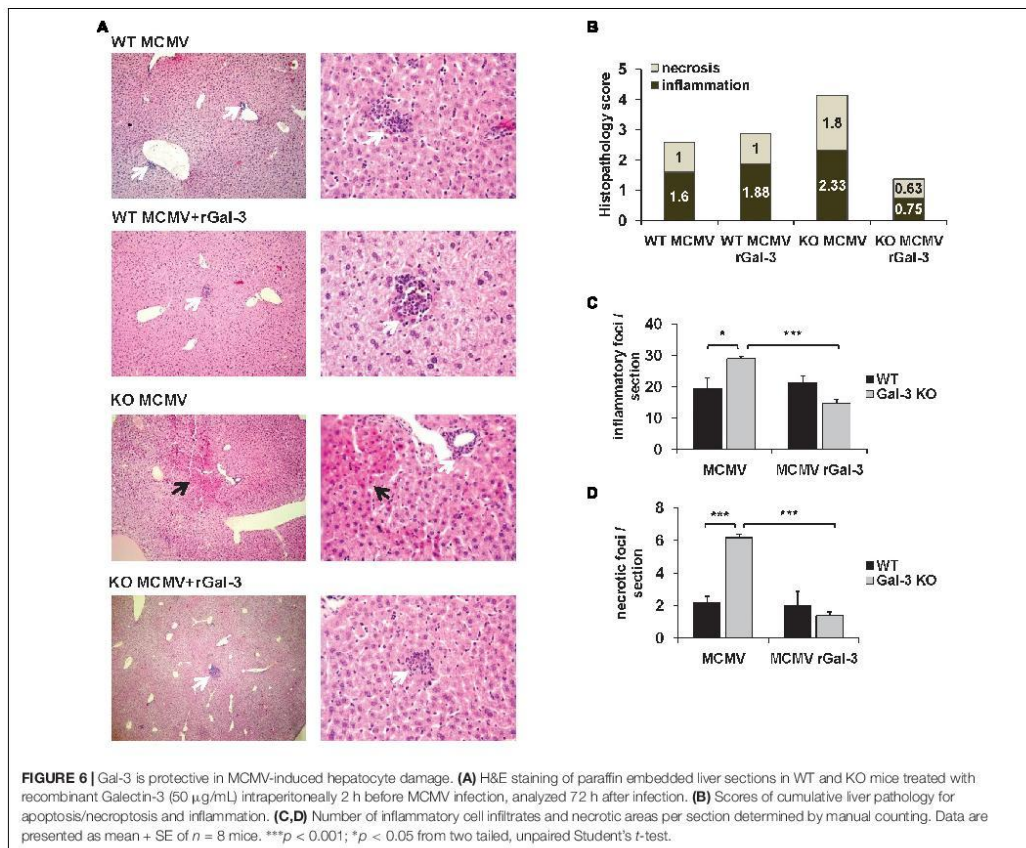 A
WT MCMV
WT MCMV+rGal-3
KO MCMV
KO MCMV+rGal-3
B
necrosis
inflammation
Histopathology score
5
4
3
2
1
0
1
1.6
1
1.88
1.8
2.33
0.63
0.75
WT MCMV
WT MCMV
rGal-3
KO MCMV
KO MCMV
rGal-3
C
inflammatory foci /
section
40
30
20
10
0
*
***
WT
Gal-3 KO
MCMV
MCMV rGal-3
D
necrotic foci /
section
8
6
4
2
0
***
***
WT
Gal-3 KO
MCMV
MCMV rGal-3
FIGURE 6 | Gal-3 is protective in MCMV-induced hepatocyte damage. (A) H&E staining of paraffin embedded liver sections in WT and KO mice treated with
recombinant Galectin-3 (50 μg/mL) intraperitoneally 2 h before MCMV infection, analyzed 72 h after infection. (B) Scores of cumulative liver pathology for
apoptosis/necroptosis and inflammation. (C,D) Number of inflammatory cell infiltrates and necrotic areas per section determined by manual counting. Data are
presented as mean + SE of n = 8 mice. ***p < 0.001; *p < 0.05 from two tailed, unpaired Student's t-test.